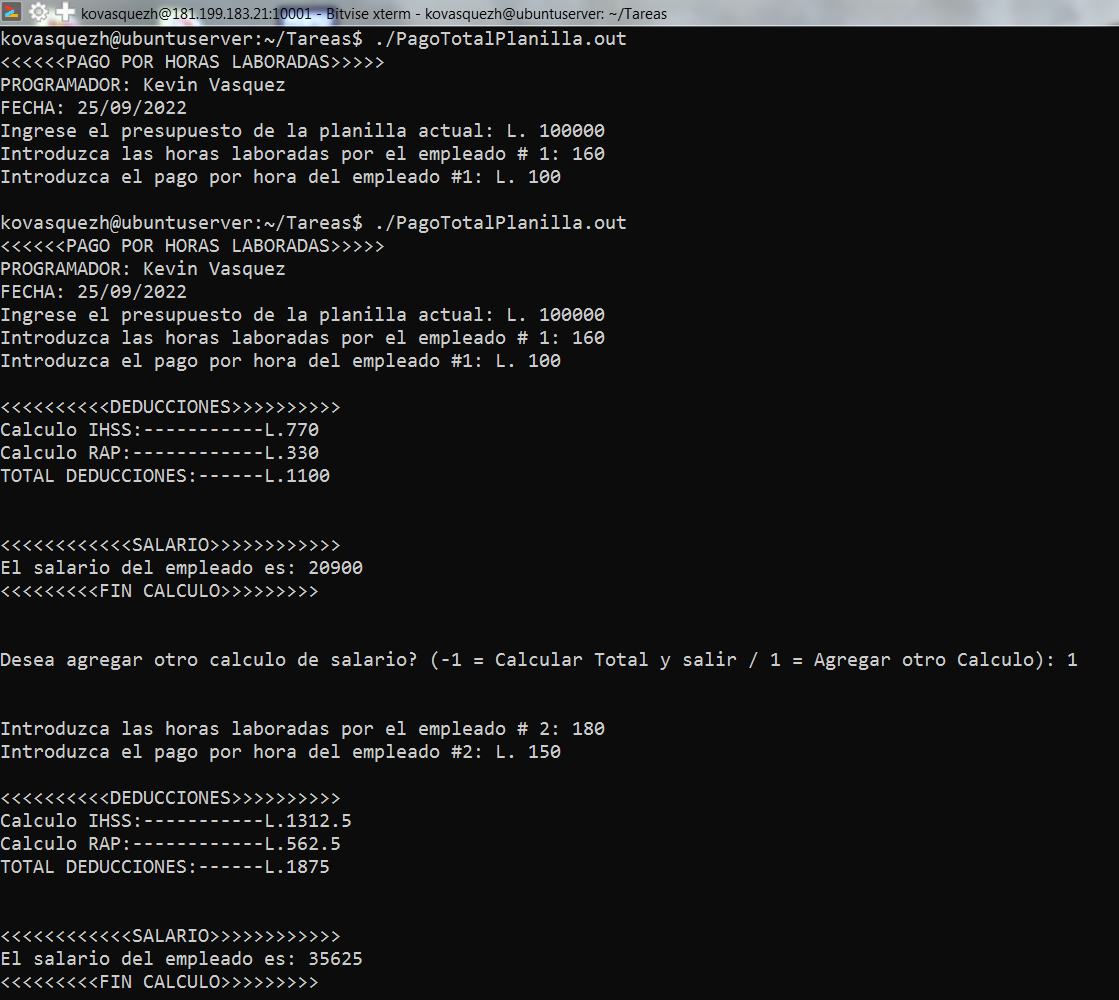 kovasquezh@181.199.183.21:10001 - Bitvise xterm - kovasquezh@ubuntuserver: ~/Tareas
kovasquezh@ubuntuserver:~/Tareas$ ./PagoTotalPlanilla.out
<<<<<<PAGO POR HORAS LABORADAS>>>>>
PROGRAMADOR: Kevin Vasquez
FECHA: 25/09/2022
Ingrese el presupuesto de la planilla actual: L. 100000
Introduzca las horas laboradas por el empleado # 1: 160
Introduzca el pago por hora del empleado #1: L. 100
kovasquezh@ubuntuserver:~/Tareas$ ./PagoTotalPlanilla.out
<<<<<<PAGO POR HORAS LABORADAS>>>>>
PROGRAMADOR: Kevin Vasquez
FECHA: 25/09/2022
Ingrese el presupuesto de la planilla actual: L. 100000
Introduzca las horas laboradas por el empleado # 1: 160
Introduzca el pago por hora del empleado #1: L. 100
<<<<<<<<<<DEDUCCIONES>>>>>>>>>>
Calculo IHSS:-----------L.770
Calculo RAP:------------L.330
TOTAL DEDUCCIONES:------L.1100
<<<<<<<<<<<<SALARIO>>>>>>>>>>>>
El salario del empleado es: 20900
<<<<<<<<<FIN CALCULO>>>>>>>>>
Desea agregar otro calculo de salario? (-1 = Calcular Total y salir / 1 = Agregar otro Calculo): 1
Introduzca las horas laboradas por el empleado # 2: 180
Introduzca el pago por hora del empleado #2: L. 150
<<<<<<<<<<DEDUCCIONES>>>>>>>>>>
Calculo IHSS:-----------L.1312.5
Calculo RAP:------------L.562.5
TOTAL DEDUCCIONES:------L.1875
<<<<<<<<<<<<SALARIO>>>>>>>>>>>>
El salario del empleado es: 35625
<<<<<<<<<FIN CALCULO>>>>>>>>>